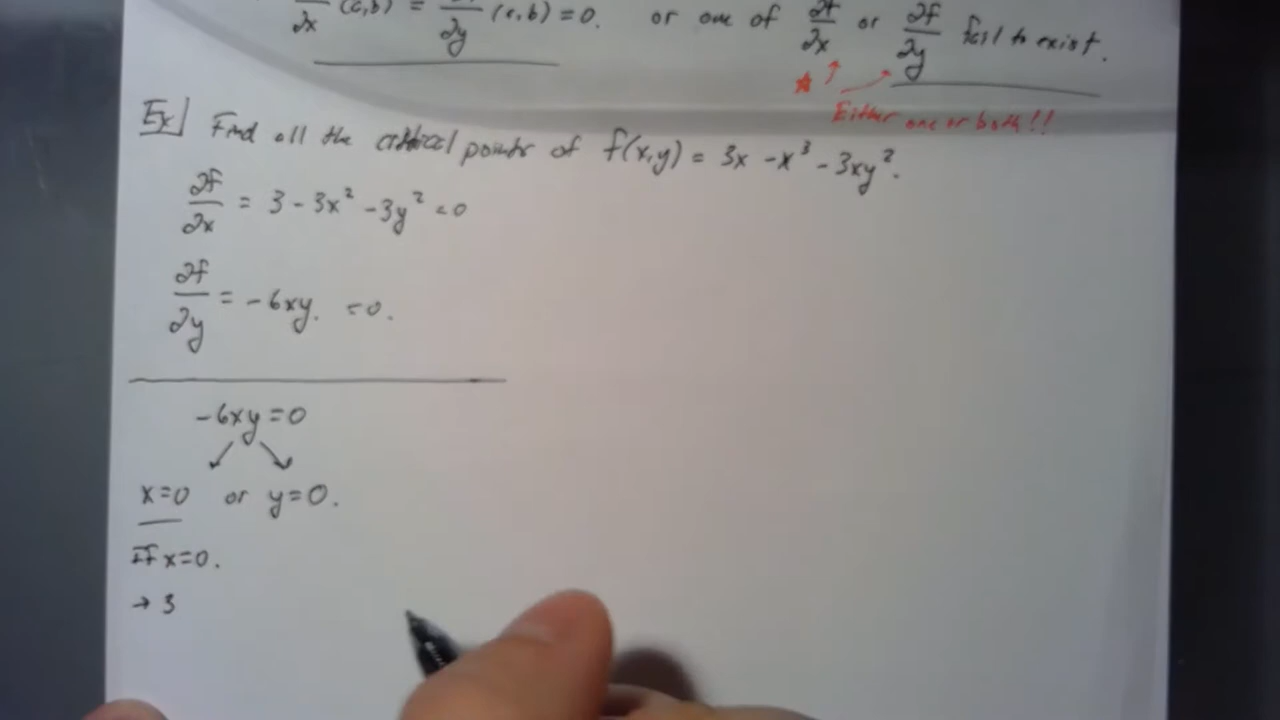 ∂x (a,b) = ∂y (a,b) = 0. or one of ∂f/∂x or ∂f/∂y fail to exist.
Either one or both!!
Ex] Find all the critical points of f(x,y) = 3x - x³ - 3xy².
∂f/∂x = 3 - 3x² - 3y² = 0
∂f/∂y = -6xy. = 0.
-6xy = 0
x=0 or y=0.
If x=0.
→ 3